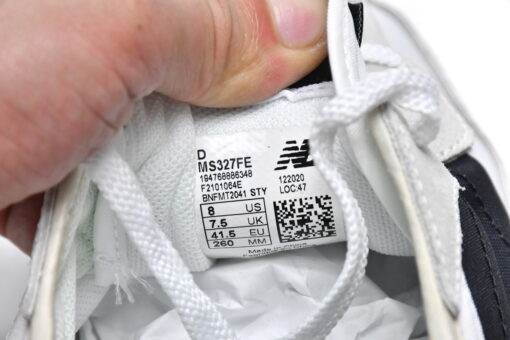 D
MS327FE
194768886348
F2101064E
BNFMT2041 STY
122020
LOC:47
8 US
7.5 UK
41.5 EU
260 MM